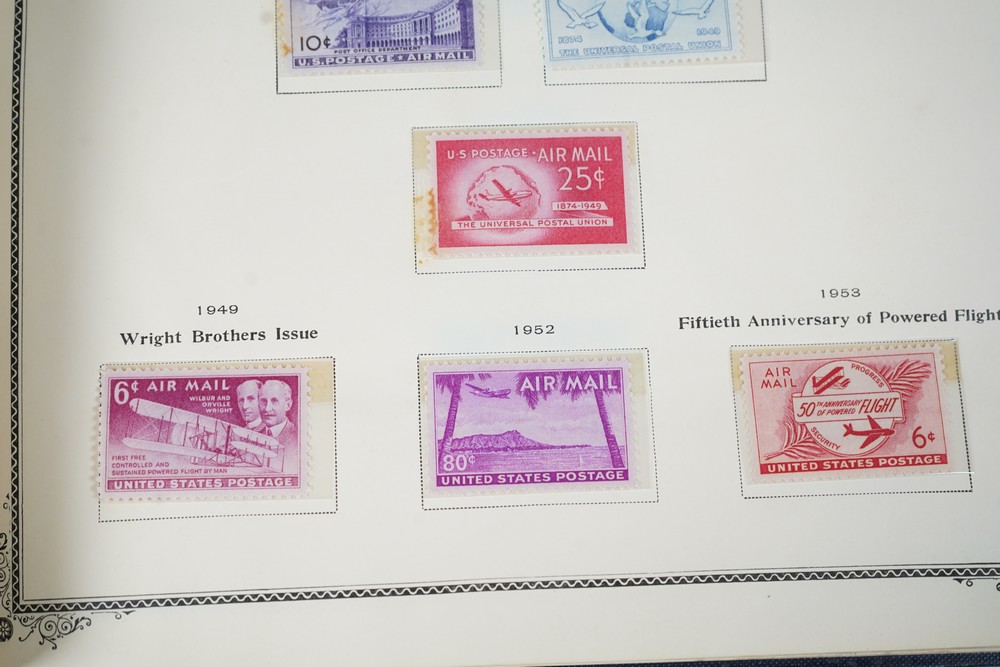 10¢
POST OFFICE DEPARTMENT
U.S. POSTAGE · AIR MAIL
1874 1949
THE UNIVERSAL POSTAL UNION
U·S·POSTAGE · AIR MAIL
25¢
1874-1949
THE UNIVERSAL POSTAL UNION
1949
Wright Brothers Issue
6¢ AIR MAIL
WILBUR AND
ORVILLE
WRIGHT
FIRST FREE
CONTROLLED AND
SUSTAINED POWERED FLIGHT BY MAN
UNITED STATES POSTAGE
1952
AIR MAIL
80¢
UNITED STATES POSTAGE
1953
Fiftieth Anniversary of Powered Flight
AIR
MAIL
PROGRESS
50TH ANNIVERSARY
OF POWERED FLIGHT
SECURITY
6¢
UNITED STATES POSTAGE